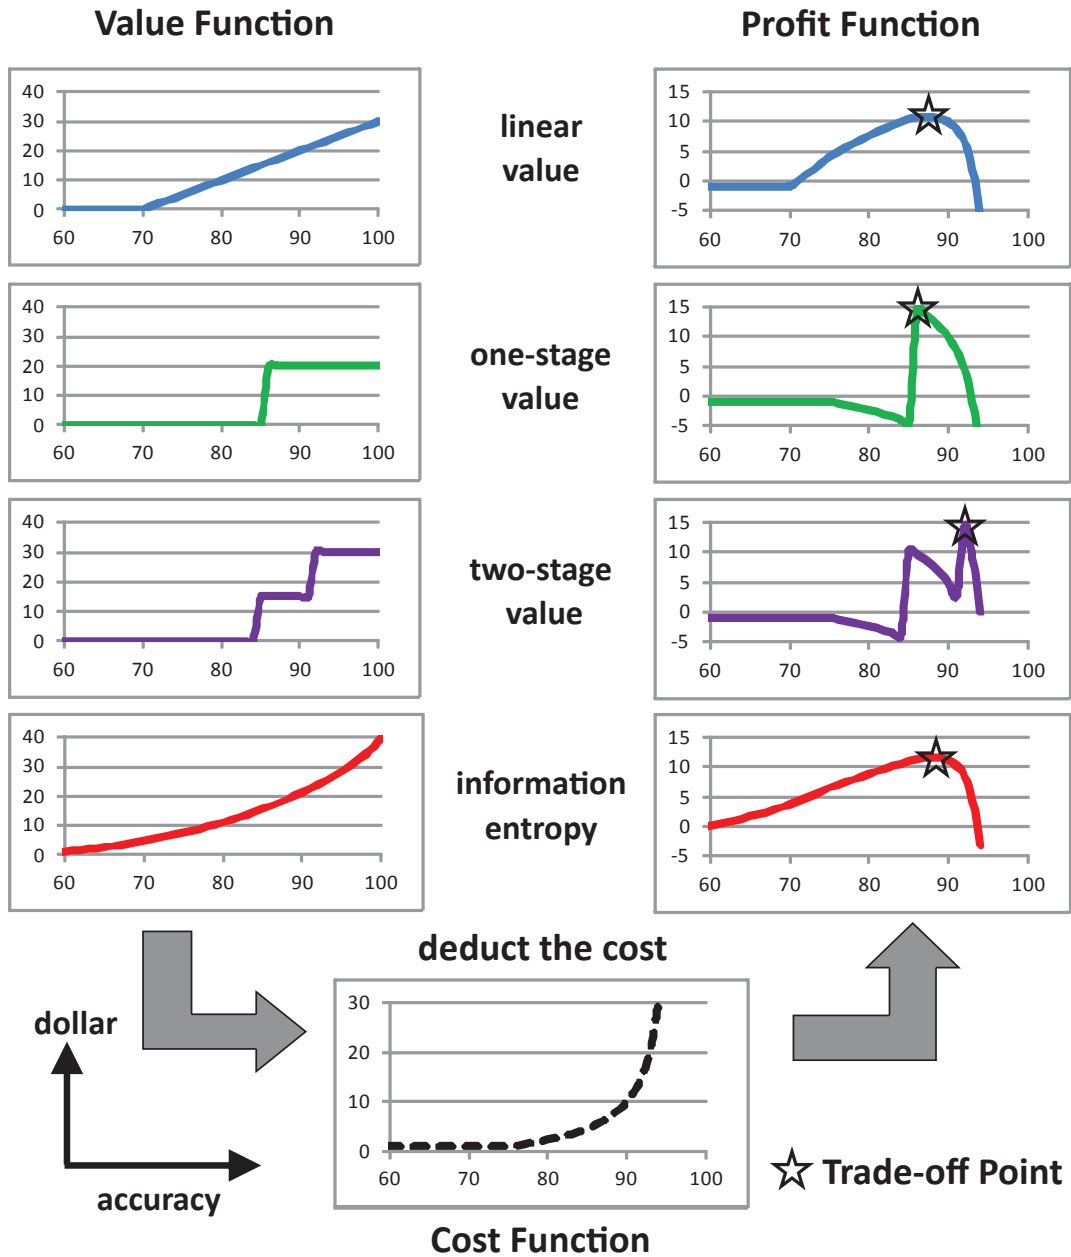 Value Function
Profit Function
40
30
20
10
0
60 70 80 90 100
linear
value
15
10
5
0
-5
60 70 80 90 100
40
30
20
10
0
60 70 80 90 100
one-stage
value
15
10
5
0
-5
60 70 80 90 100
40
30
20
10
0
60 70 80 90 100
two-stage
value
15
10
5
0
-5
60 70 80 90 100
40
30
20
10
0
60 70 80 90 100
information
entropy
15
10
5
0
-5
60 70 80 90 100
deduct the cost
dollar
accuracy
30
20
10
0
60 70 80 90 100
Trade-off Point
Cost Function